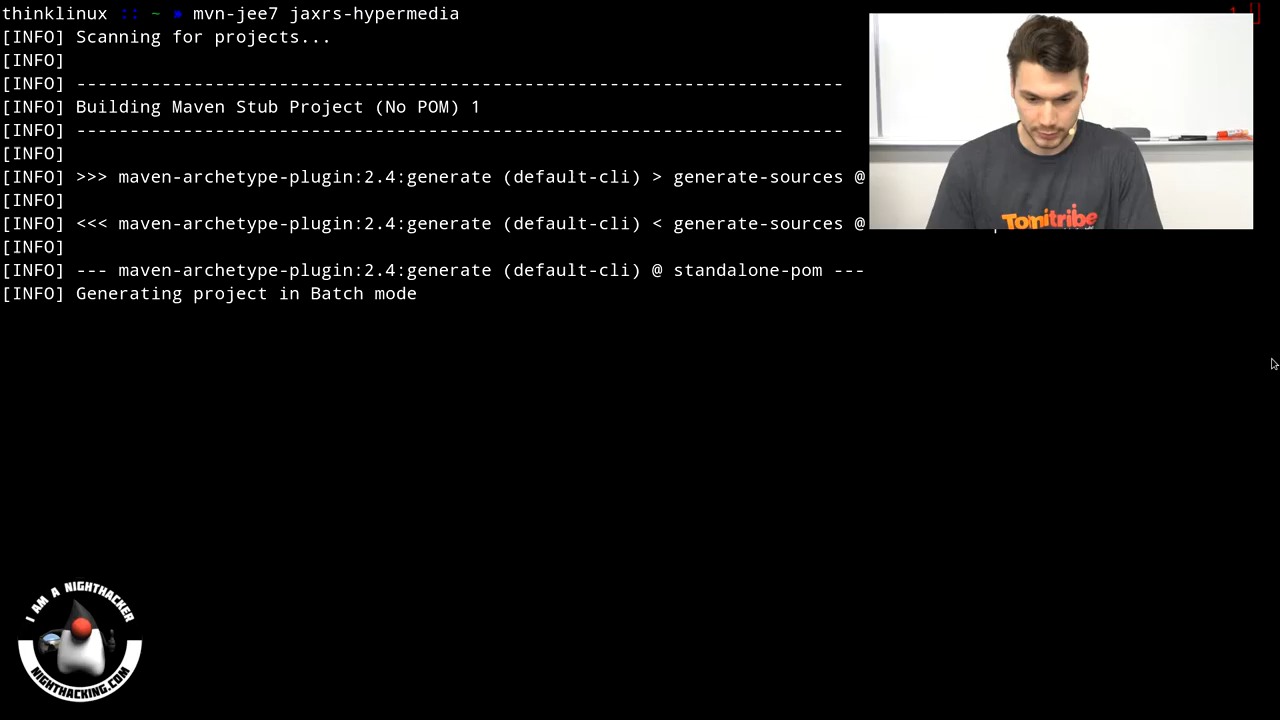 thinklinux :: ~ » mvn-jee7 jaxrs-hypermedia
1
[INFO] Scanning for projects...
[INFO]
[INFO] ------------------------------------------------------------------------
[INFO] Building Maven Stub Project (No POM) 1
[INFO] ------------------------------------------------------------------------
[INFO]
[INFO] >>> maven-archetype-plugin:2.4:generate (default-cli) > generate-sources @
[INFO]
[INFO] <<< maven-archetype-plugin:2.4:generate (default-cli) < generate-sources @
[INFO]
[INFO] --- maven-archetype-plugin:2.4:generate (default-cli) @ standalone-pom ---
[INFO] Generating project in Batch mode
Tomitribe
I AM A NIGHTHACKER
NIGHTHACKING.COM